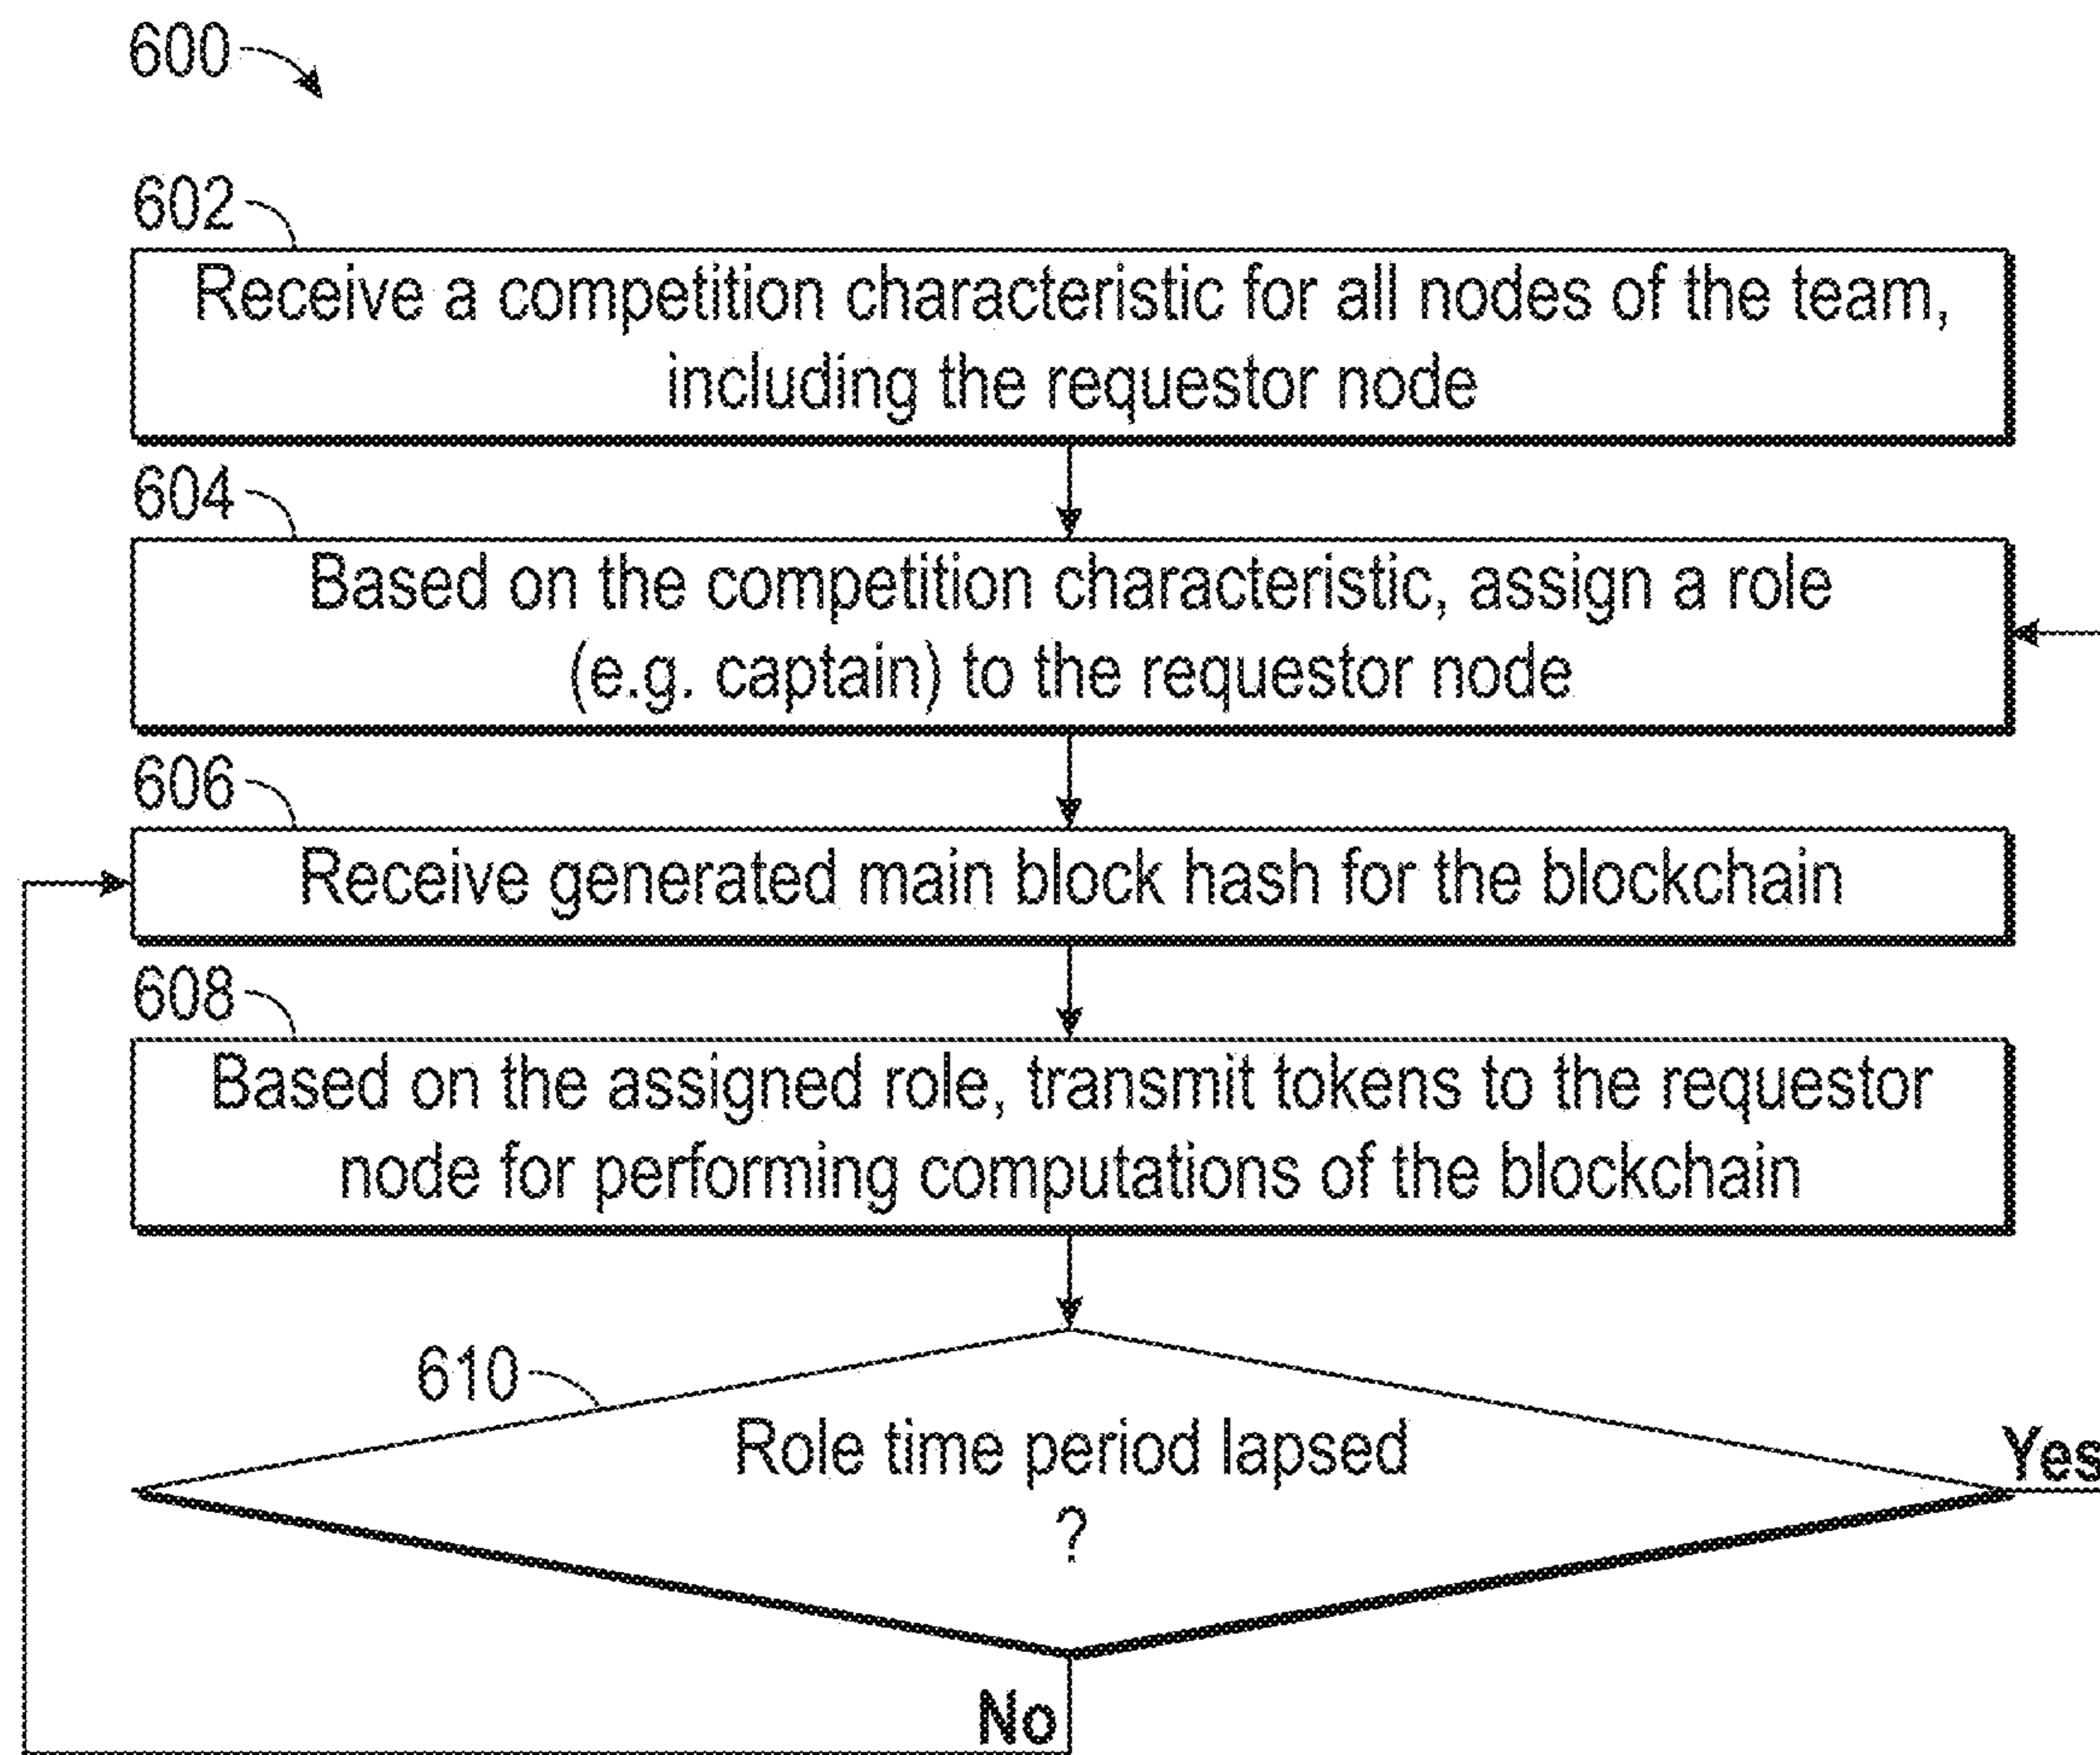 600
602
Receive a competition characteristic for all nodes of the team,
including the requestor node
604
Based on the competition characteristic, assign a role
(e.g. captain) to the requestor node
606
Receive generated main block hash for the blockchain
608
Based on the assigned role, transmit tokens to the requestor
node for performing computations of the blockchain
610
Role time period lapsed
?
Yes
No